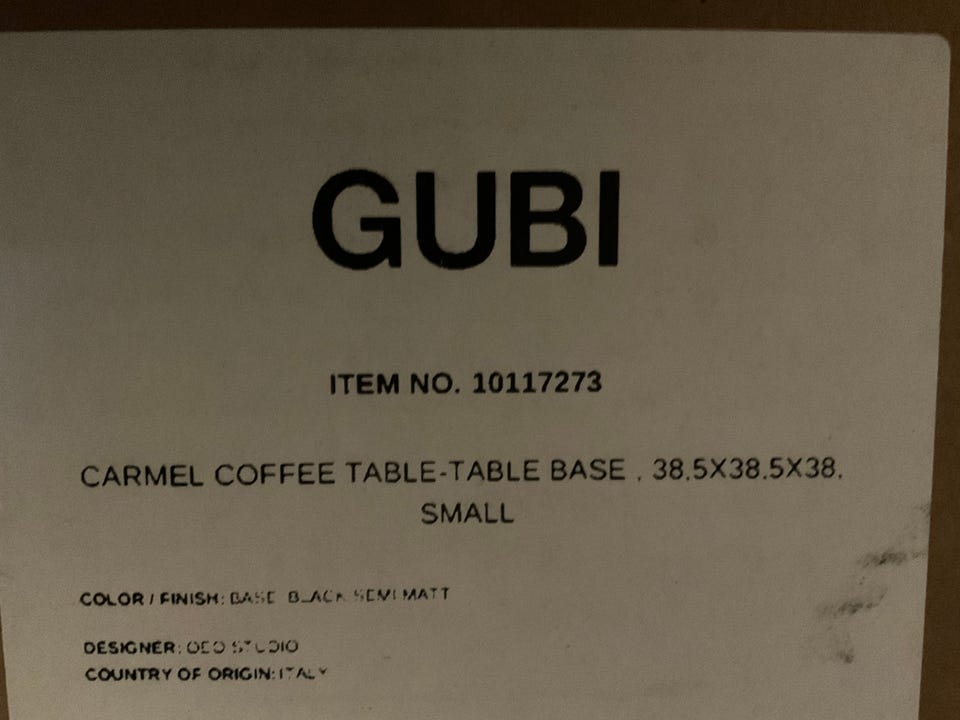 GUBI
ITEM NO. 10117273
CARMEL COFFEE TABLE-TABLE BASE , 38.5X38.5X38,
SMALL
COLOR / FINISH: BASE BLACK SEMI MATT
DESIGNER: OEO STUDIO
COUNTRY OF ORIGIN: ITALY